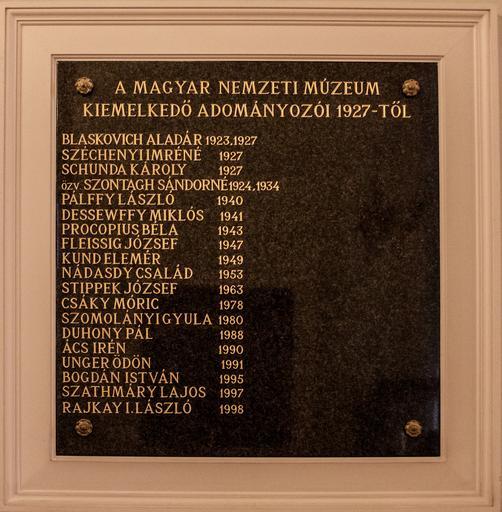 A MAGYAR NEMZETI MÚZEUM
KIEMELKEDŐ ADOMÁNYOZÓI 1927-TŐL
BLASKOVICH ALADÁR 1923,1927
SZÉCHENYI IMRÉNÉ 1927
SCHUNDA KÁROLY 1927
özv. SZONTAGH SÁNDORNÉ 1924, 1934
PÁLFFY LÁSZLÓ 1940
DESSEWFFY MIKLÓS 1941
PROCOPIUS BÉLA 1943
FLEISSIG JÓZSEF 1947
KUND ELEMÉR 1949
NÁDASDY CSALÁD 1953
STIPPEK JÓZSEF 1963
CSÁKY MÓRIC 1978
SZOMOLÁNYI GYULA 1980
DUHONY PÁL 1988
ÁCS IRÉN 1990
UNGER ÖDÖN 1991
BOGDÁN ISTVÁN 1995
SZATHMÁRY LAJOS 1997
RAJKAY I. LÁSZLÓ 1998